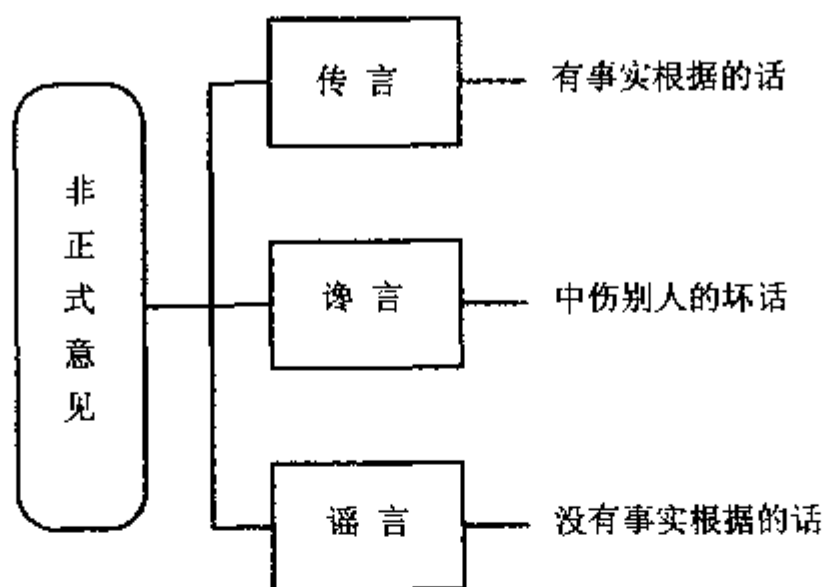 非正式意见
传言
有事实根据的话
谗言
中伤别人的坏话
谣言
没有事实根据的话